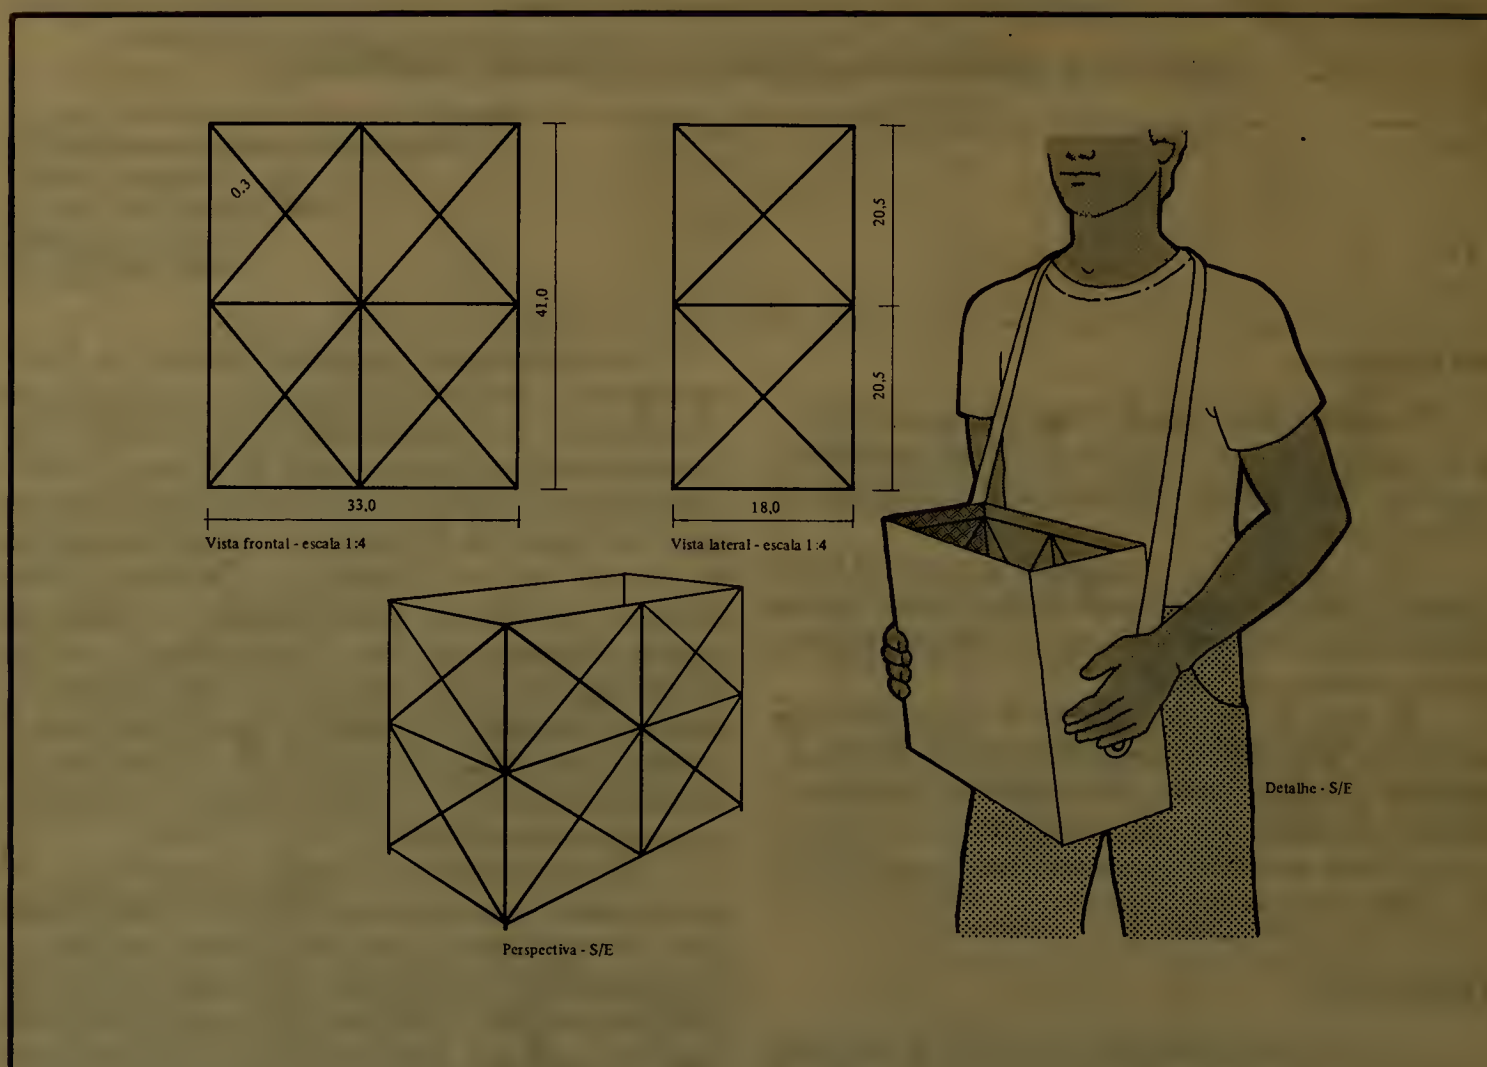 0.3
41,0
33,0
Vista frontal - escala 1:4
20,5
20,5
18,0
Vista lateral - escala 1:4
Detalhe - S/E
Perspectiva - S/E